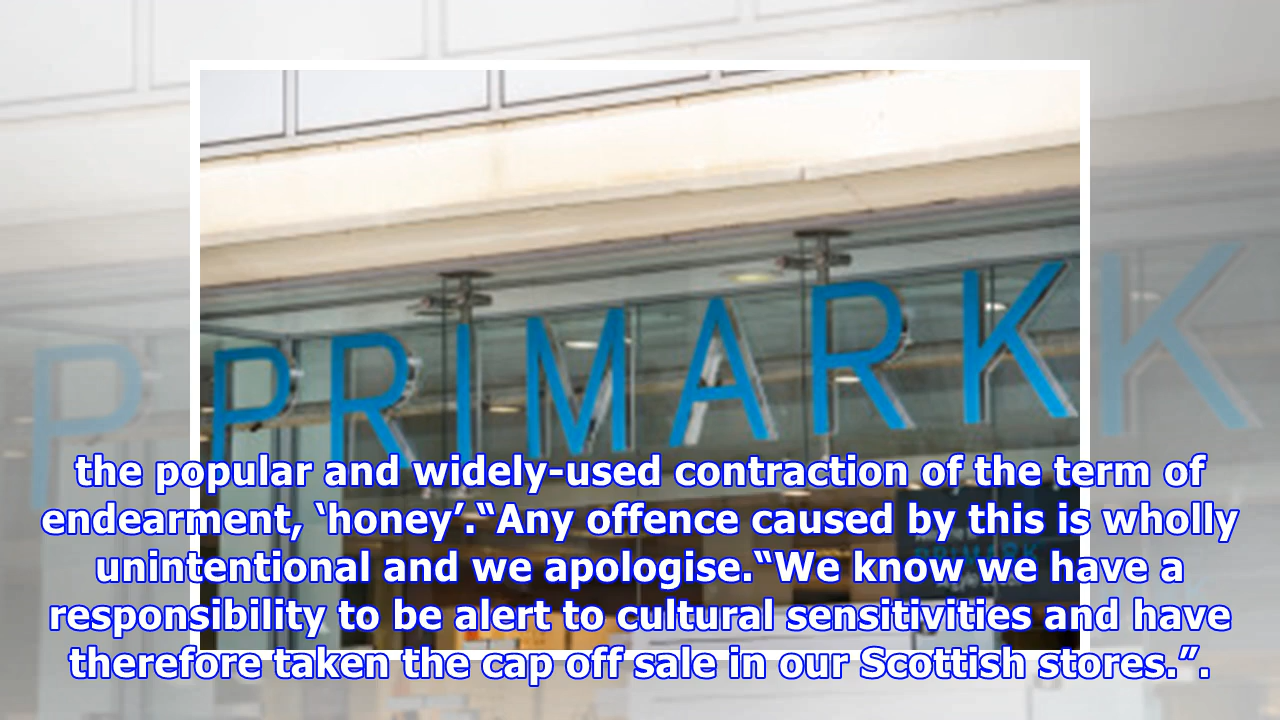 PRIMARK
the popular and widely-used contraction of the term of
endearment, ‘honey’.“Any offence caused by this is wholly
unintentional and we apologise.“We know we have a
responsibility to be alert to cultural sensitivities and have
therefore taken the cap off sale in our Scottish stores.”.